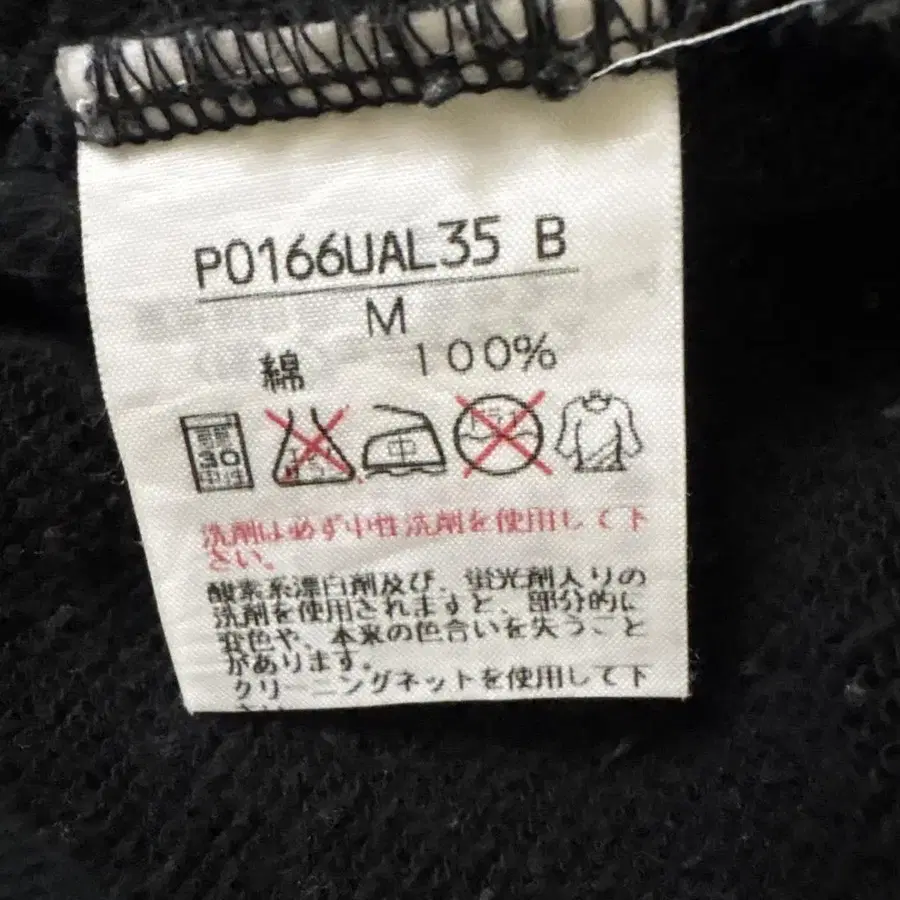 P0166UAL35 B
M
綿 100%
30
中
洗剤は必ず中性洗剤を使用して下
さい。
酸素系漂白剤及び、蛍光剤入りの
洗剤を使用されますと、部分的に
変色や、本来の色合いを失うこと
があります。
クリーニングネットを使用して下
さい